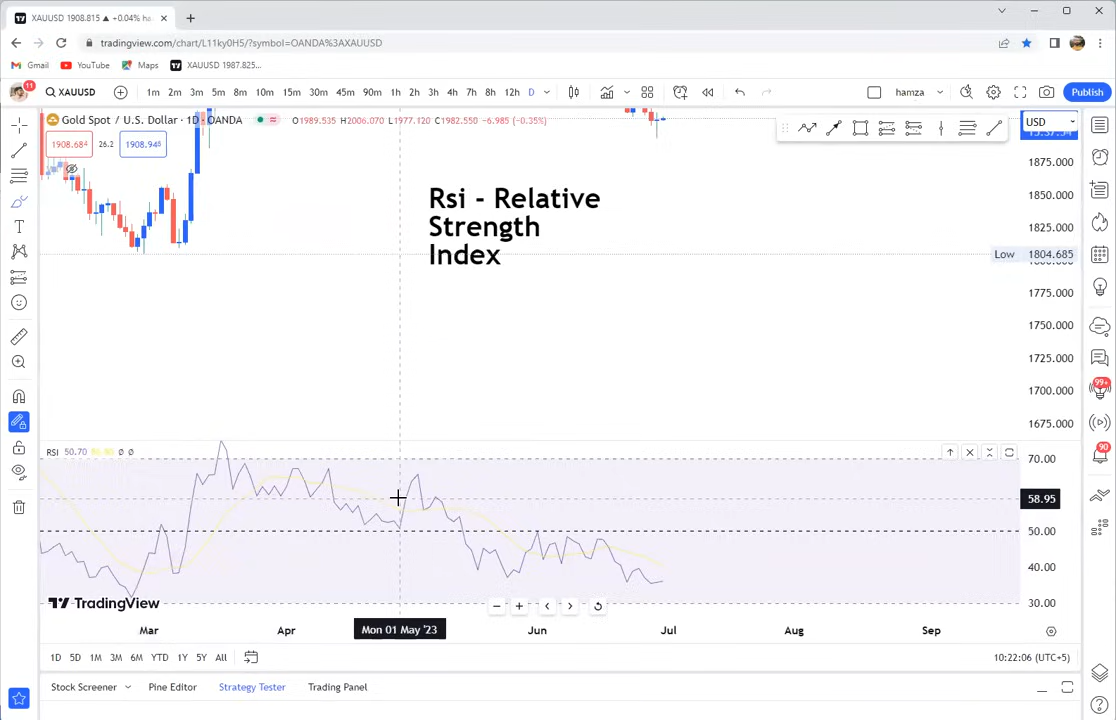 XAUUSD 1908.815 ▲ +0.04% ha
tradingview.com/chart/L11ky0H5/?symbol=OANDA%3AXAUUSD
Gmail YouTube Maps XAUUSD 1987.825...
11 XAUUSD 1m 2m 3m 5m 8m 10m 15m 30m 45m 90m 1h 2h 3h 4h 7h 8h 12h D hamza Publish
Gold Spot / U.S. Dollar · 1D · OANDA O1989.535 H2006.070 L1977.120 C1982.550 -6.985 (-0.35%)
USD
1908.684 26.2 1908.945
1875.000
Rsi - Relative
Strength
Index
1850.000
1825.000
Low 1804.685
1775.000
1750.000
1725.000
1700.000
1675.000
99+
90
RSI 50.70 ∅ ∅
70.00
58.95
50.00
40.00
30.00
TradingView
Mar Apr Mon 01 May '23 Jun Jul Aug Sep
1D 5D 1M 3M 6M YTD 1Y 5Y All 10:22:06 (UTC+5)
Stock Screener Pine Editor Strategy Tester Trading Panel